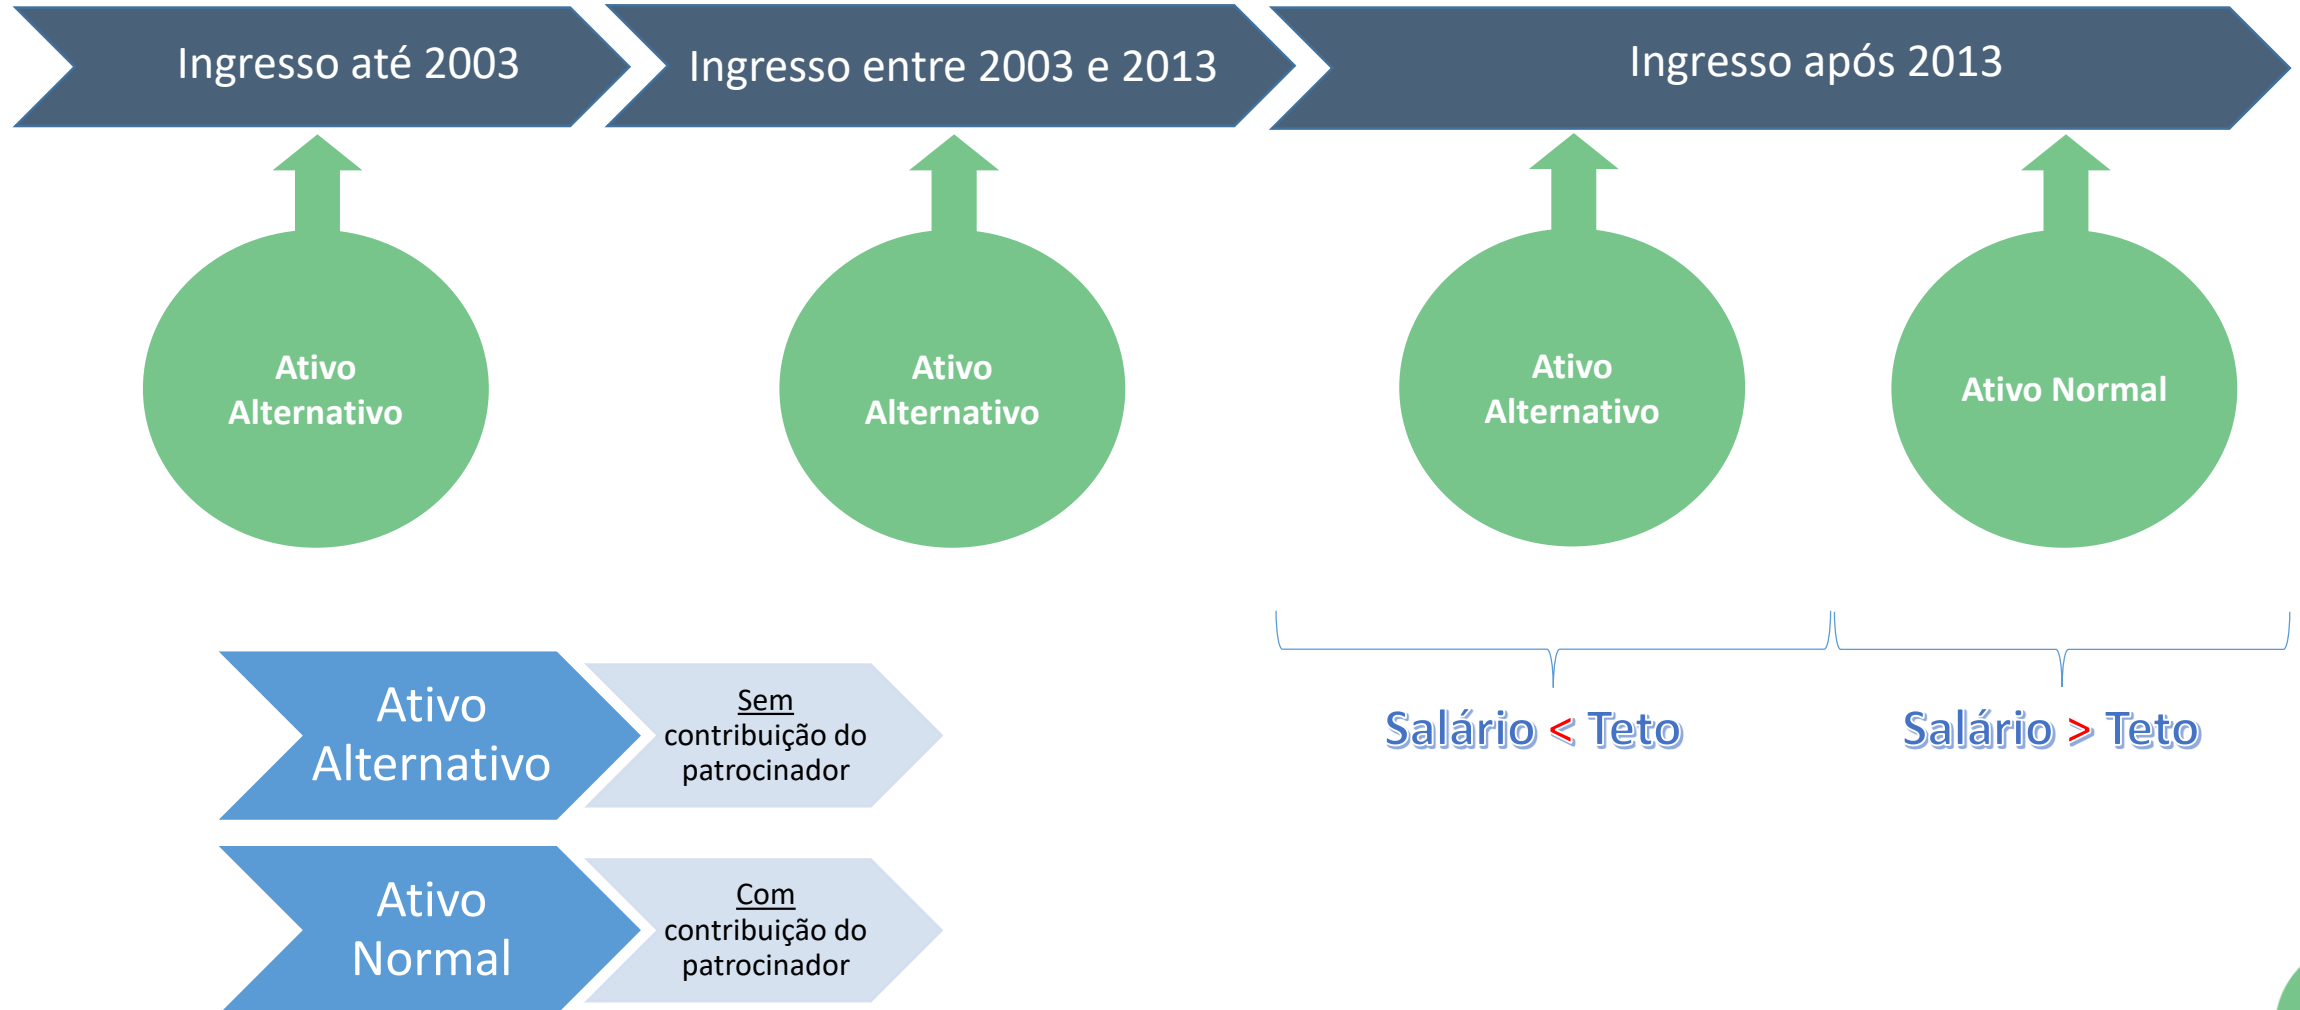 Ingresso até 2003
Ingresso entre 2003 e 2013
Ingresso após 2013
Ativo
Alternativo
Ativo
Alternativo
Ativo
Alternativo
Ativo Normal
Salário < Teto
Salário > Teto
Ativo
Alternativo
Sem
contribuição do
patrocinador
Ativo
Normal
Com
contribuição do
patrocinador